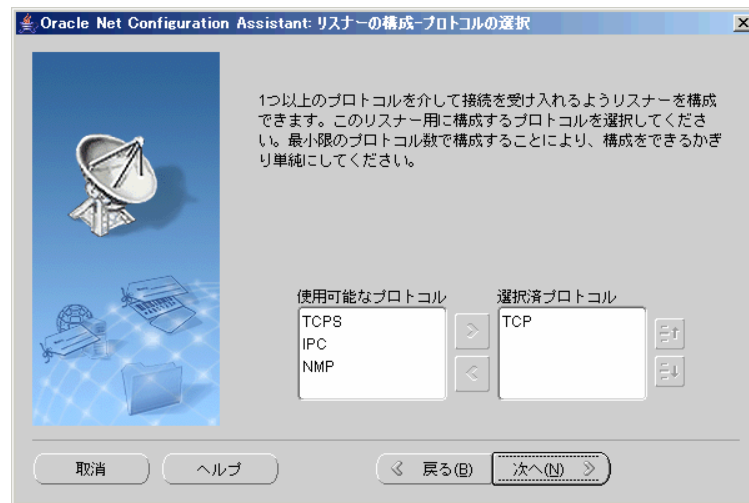 Oracle Net Configuration Assistant: リスナーの構成-プロトコルの選択
1つ以上のプロトコルを介して接続を受け入れるようリスナーを構成
できます。このリスナー用に構成するプロトコルを選択してくださ
い。最小限のプロトコル数で構成することにより、構成をできるかぎ
り単純にしてください。
使用可能なプロトコル
TCPS
IPC
NMP
選択済プロトコル
TCP
取消
ヘルプ
戻る(B)
次へ(N)